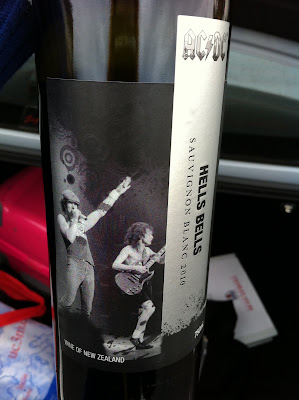 AC/DC
HELLS BELLS
SAUVIGNON BLANC 2010
WINE OF NEW ZEALAND